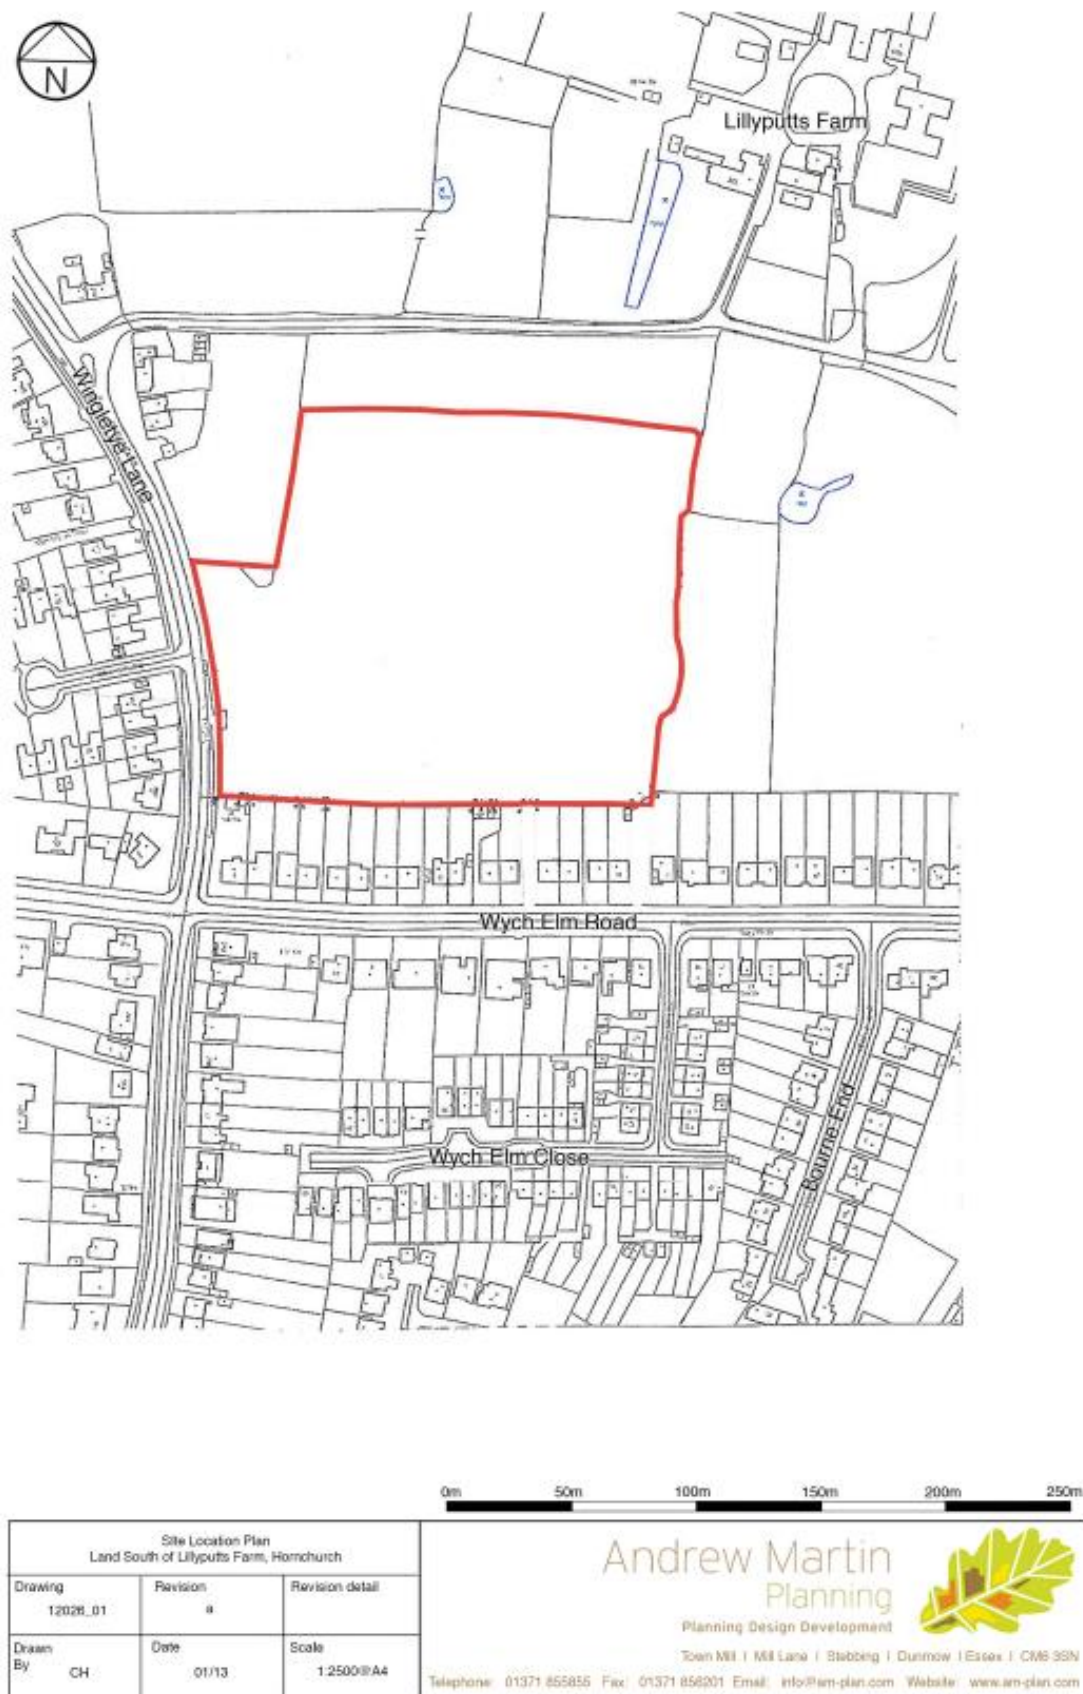 N
Lillyputts Farm
Wingletye Lane
Wych Elm Road
Wych Elm Close
Bourne End
0m 50m 100m 150m 200m 250m
Site Location Plan
Land South of Lillyputts Farm, Hornchurch
Drawing
12026_01
Revision
a
Revision detail
Drawn
By CH
Date
01/13
Scale
1:2500@A4
Andrew Martin
Planning
Planning Design Development
Town Mill I Mill Lane I Stebbing I Dunmow I Essex I CM6 3SN
Telephone: 01371 855855 Fax: 01371 856201 Email: info@am-plan.com Website: www.am-plan.com